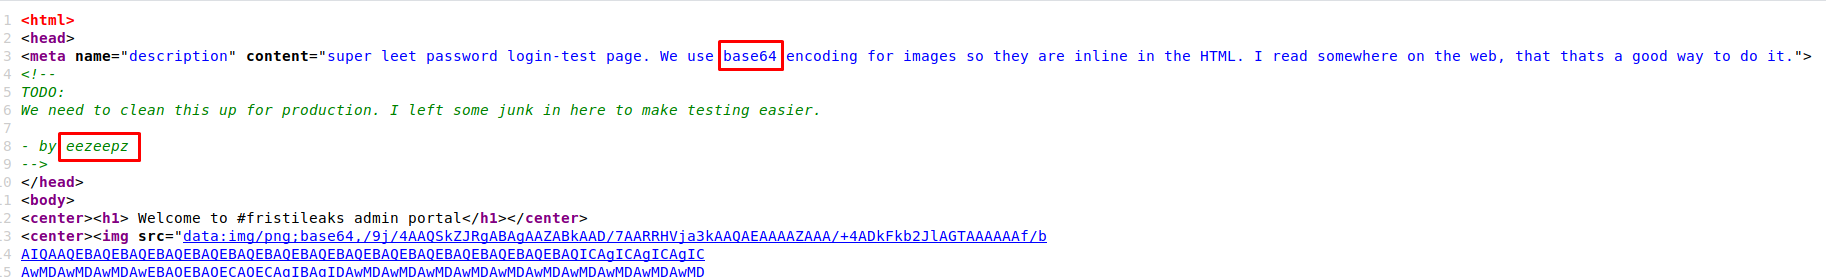 1 <html>
2 <head>
3 <meta name="description" content="super leet password login-test page. We use base64 encoding for images so they are inline in the HTML. I read somewhere on the web, that thats a good way to do it.">
4 <!--
5 TODO:
6 We need to clean this up for production. I left some junk in here to make testing easier.
7
8 - by eezeepz
9 -->
0 </head>
1 <body>
2 <center><h1> Welcome to #fristileaks admin portal</h1></center>
3 <center><img src="data:img/png;base64,/9j/4AAQSkZJRgABAgAAZABkAAD/7AARRHVja3kAAQAEAAAAZAAA/+4ADkFkb2JlAGTAAAAAAf/b
4 AIQAAQEBAQEBAQEBAQEBAQEBAQEBAQEBAQEBAQEBAQEBAQEBAQEBAQEBAQEBAQEBAQICAgICAgICAgIC
5 AwMDAwMDAwMDAwEBAQEBAQECAQECAgIBAgIDAwMDAwMDAwMDAwMDAwMDAwMDAwMDAwMDAwMDAwMDAwMD